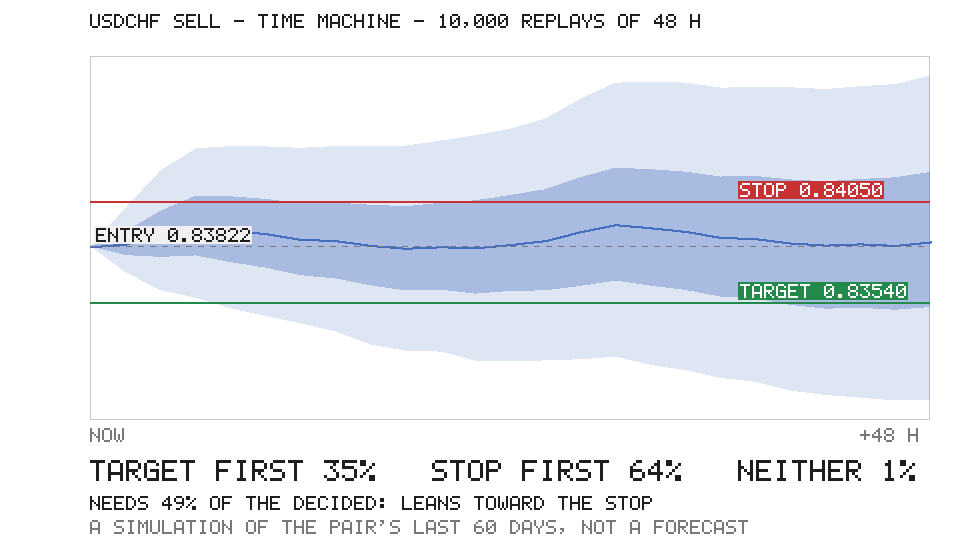 USDCHF SELL - TIME MACHINE - 10,000 REPLAYS OF 48 H
STOP 0.84050
ENTRY 0.83822
TARGET 0.83540
NOW +48 H
TARGET FIRST 35% STOP FIRST 64% NEITHER 1%
NEEDS 49% OF THE DECIDED: LEANS TOWARD THE STOP
A SIMULATION OF THE PAIR'S LAST 60 DAYS, NOT A FORECAST